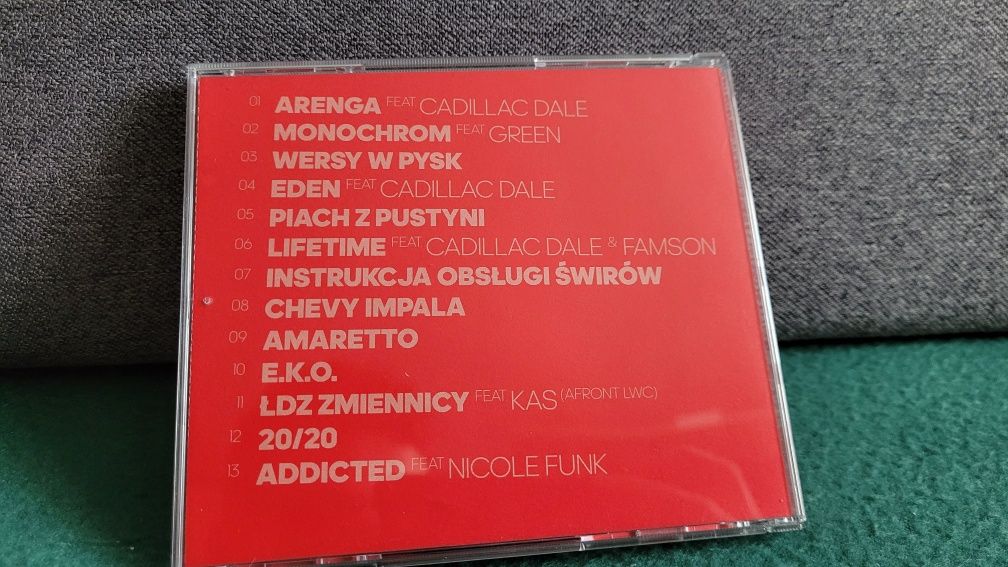 01 ARENGA FEAT CADILLAC DALE
02 MONOCHROM FEAT GREEN
03 WERSY W PYSK
04 EDEN FEAT CADILLAC DALE
05 PIACH Z PUSTYNI
06 LIFETIME FEAT CADILLAC DALE & FAMSON
07 INSTRUKCJA OBSŁUGI ŚWIRÓW
08 CHEVY IMPALA
09 AMARETTO
10 E.K.O.
11 ŁDZ ZMIENNICY FEAT KAS (AFRONT LWC)
12 20/20
13 ADDICTED FEAT NICOLE FUNK